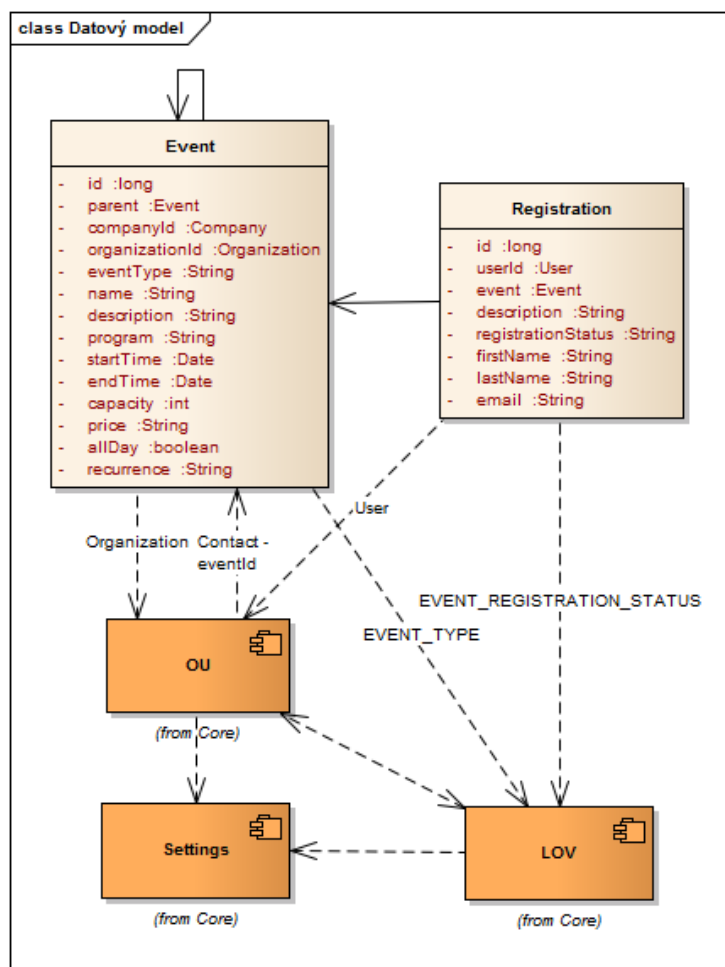 class Datový model
Event
- id :long
- parent :Event
- companyId :Company
- organizationId :Organization
- eventType :String
- name :String
- description :String
- program :String
- startTime :Date
- endTime :Date
- capacity :int
- price :String
- allDay :boolean
- recurrence :String
Registration
- id :long
- userId :User
- event :Event
- description :String
- registrationStatus :String
- firstName :String
- lastName :String
- email :String
User
Organization
Contact -
eventId
EVENT_REGISTRATION_STATUS
EVENT_TYPE
OU
(from Core)
Settings
(from Core)
LOV
(from Core)